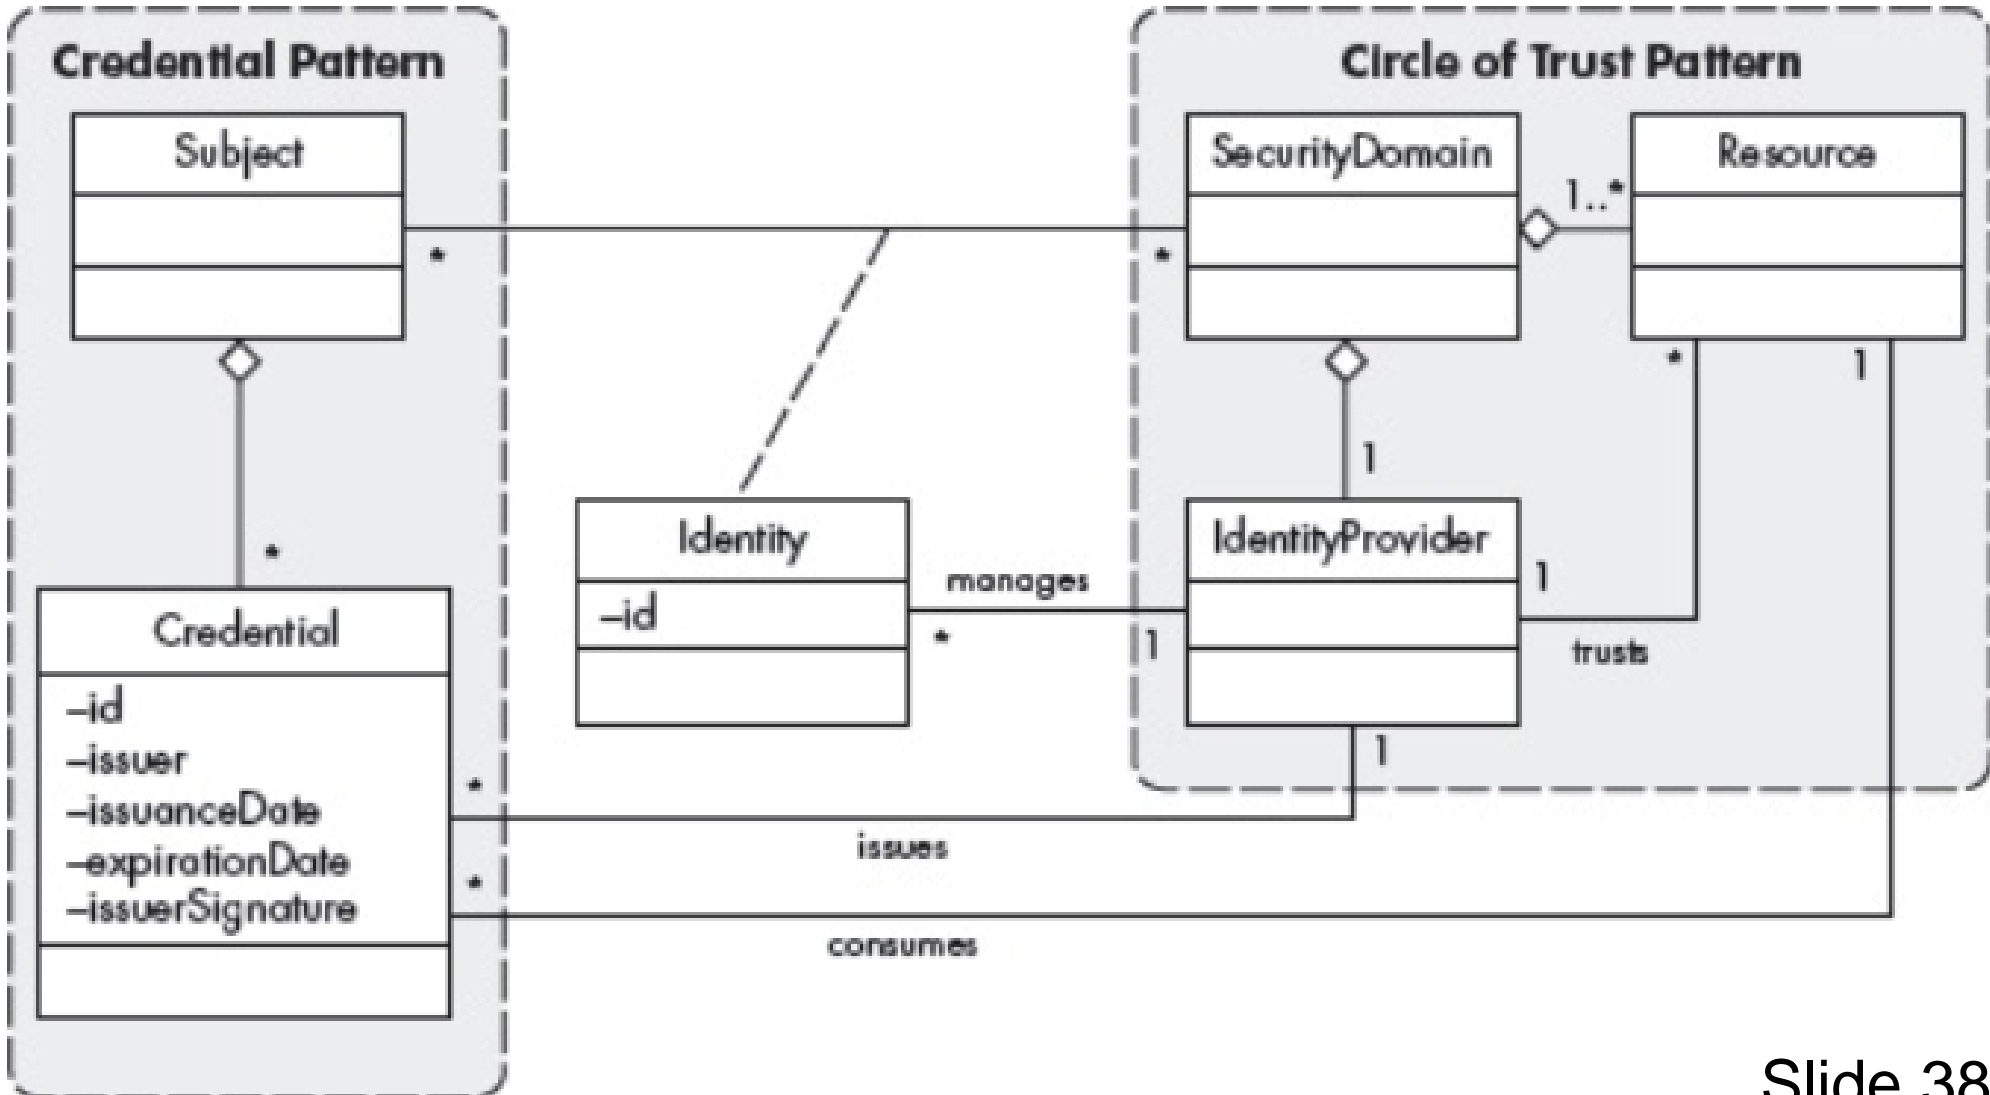 Credential Pattern
Circle of Trust Pattern
Subject
SecurityDomain
Resource
1..*
*
*
*
1
1
*
Identity
IdentityProvider
–id
manages
*
1
1
trusts
Credential
–id
–issuer
–issuanceDate
–expirationDate
–issuerSignature
*
1
issues
*
consumes
Slide 38